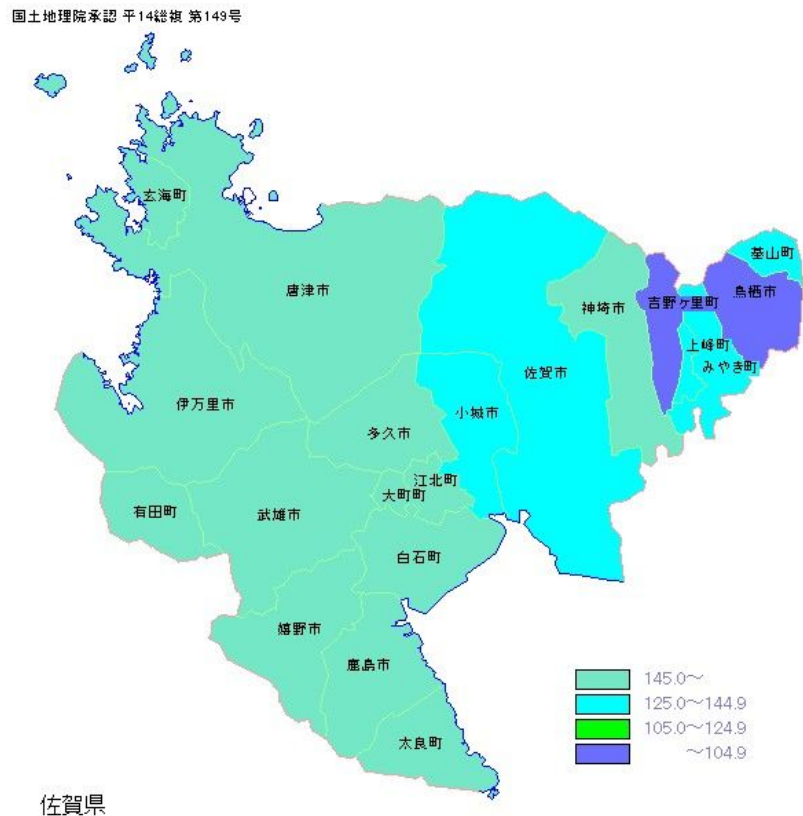 国土地理院承認 平14総複 第149号
玄海町
基山町
鳥栖市
唐津市
吉野ヶ里町
神埼市
上峰町
みやき町
佐賀市
伊万里市
小城市
多久市
江北町
大町町
有田町
武雄市
白石町
嬉野市
鹿島市
太良町
145.0～
125.0～144.9
105.0～124.9
～104.9
佐賀県